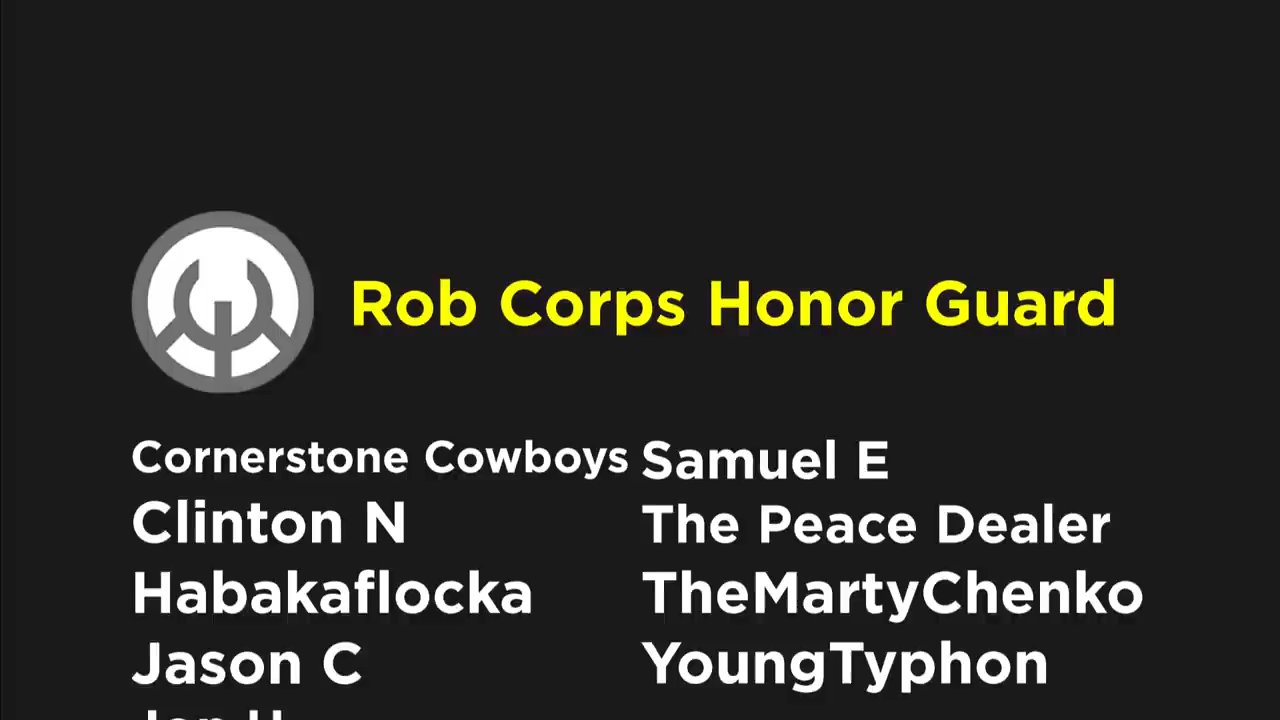 Rob Corps Honor Guard
Cornerstone Cowboys
Clinton N
Habakaflocka
Jason C
Samuel E
The Peace Dealer
TheMartyChenko
YoungTyphon